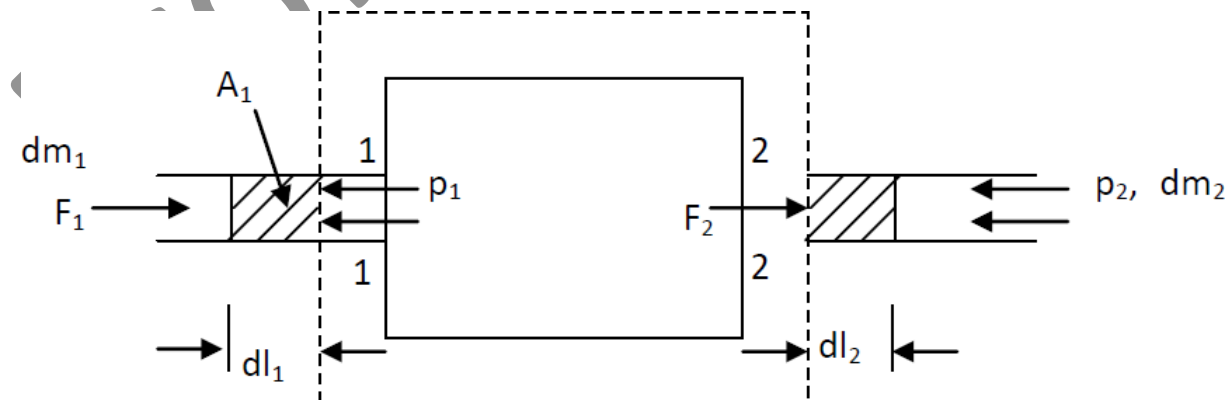 A₁
dm₁
1
2
F₁
p₁
F₂
p₂, dm₂
1
2
dl₁
dl₂